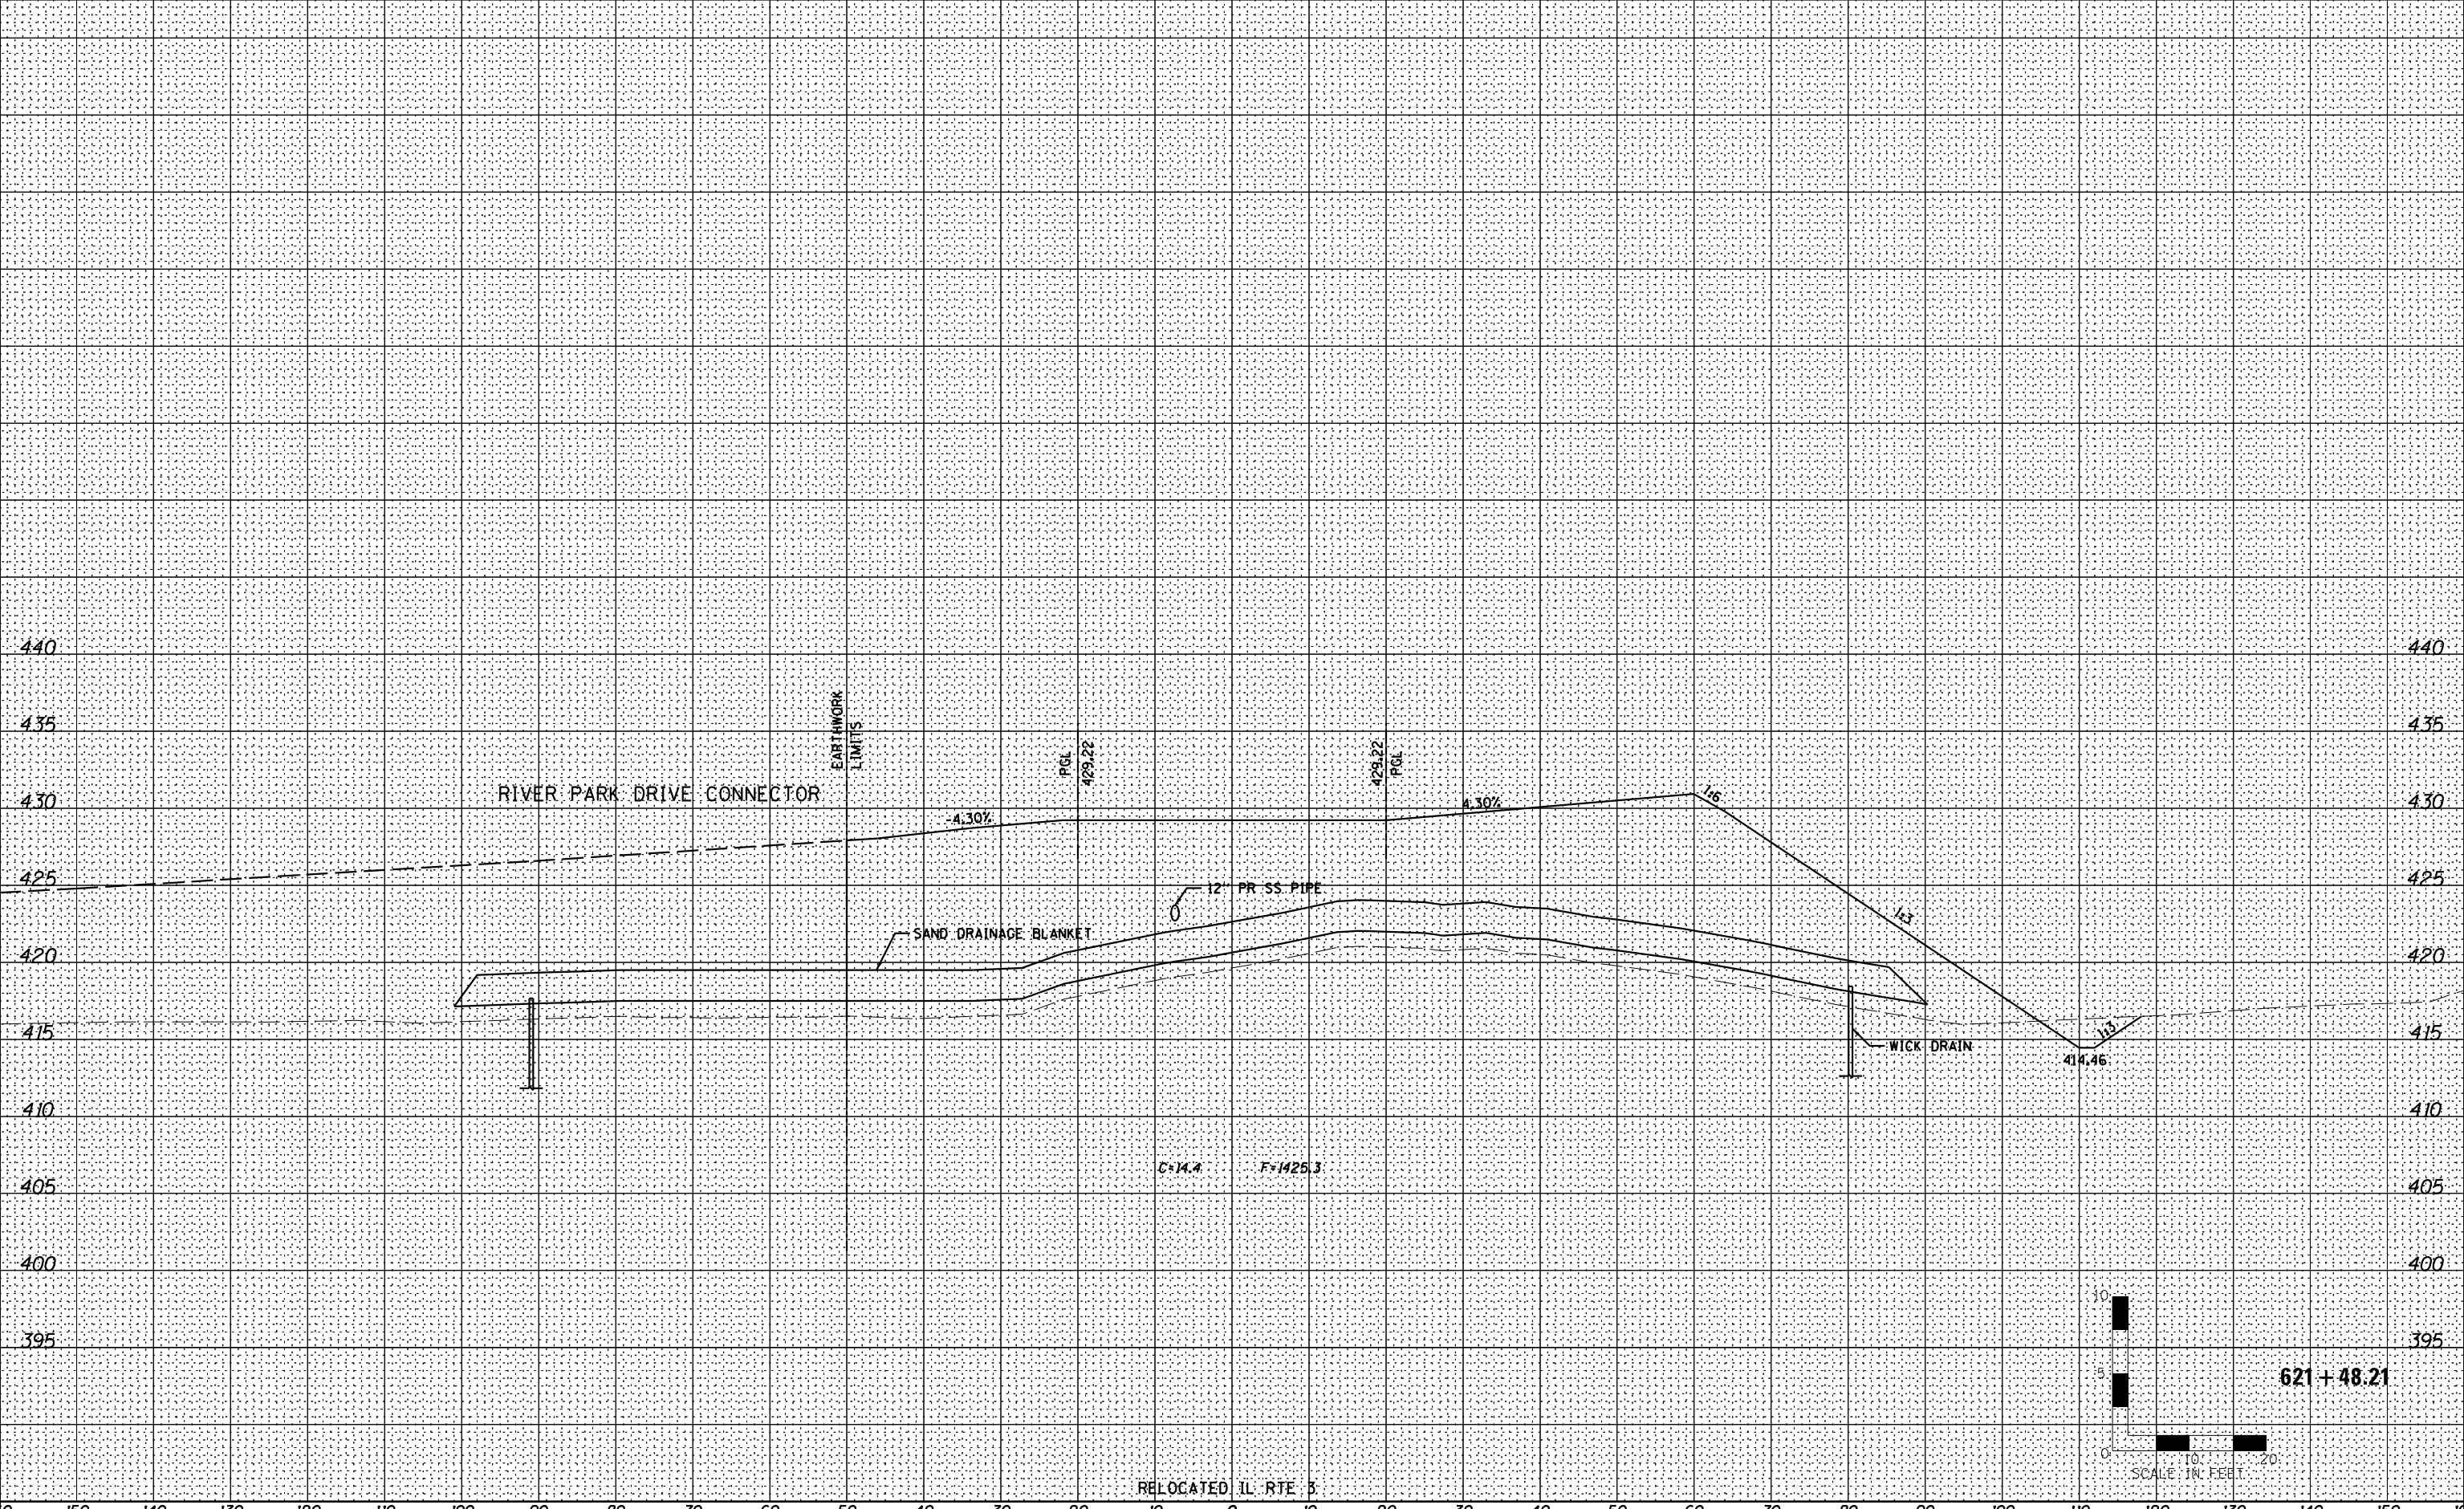 440 440
EARTHWORK
LIMITS
435 435
PGL
429.22
429.22
PGL
RIVER PARK DRIVE CONNECTOR
430 430
-4.30%
4.30%
1:6
425 425
12" PR SS PIPE
SAND DRAINAGE BLANKET
1:3
420 420
415 415
1:3
WICK DRAIN
414.46
410 410
C=14.4 F=1425.3
405 405
400 400
10
395 395
5
621+48.21
0
10 20
SCALE IN FEET
RELOCATED IL RTE 3